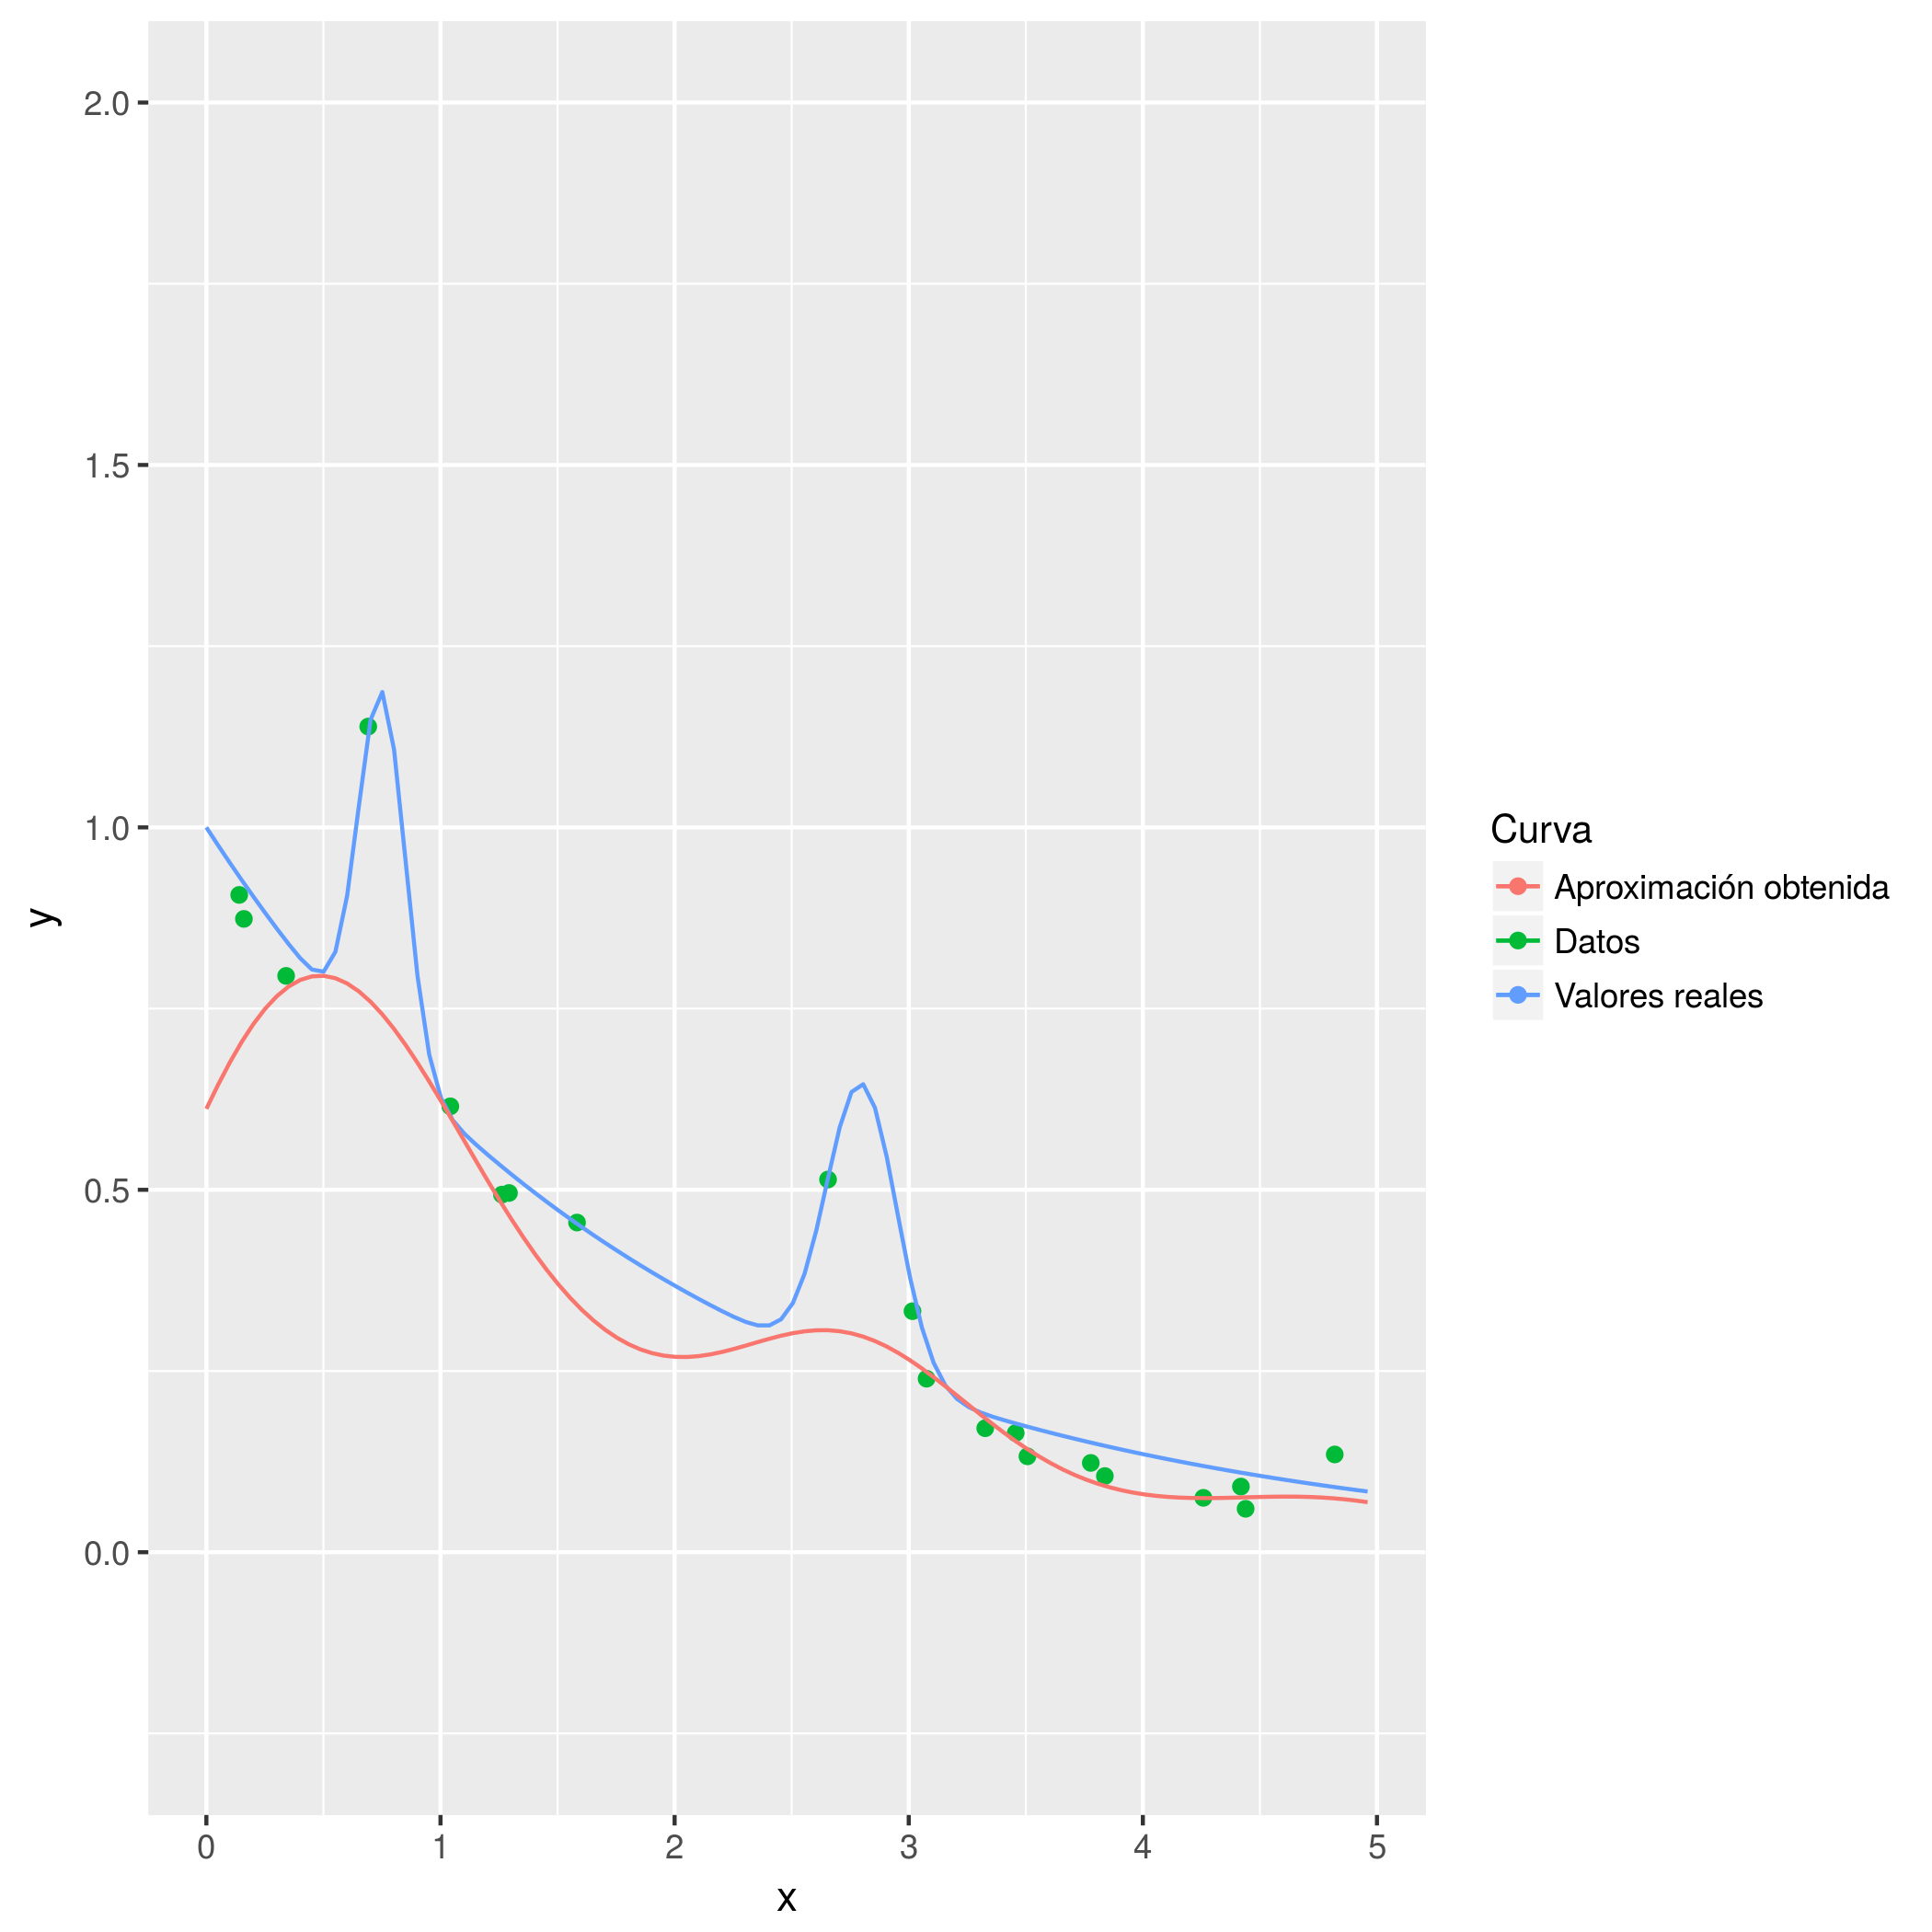 2.0
1.5
1.0
0.5
0.0
y
0 1 2 3 4 5
x
Curva
Aproximación obtenida
Datos
Valores reales